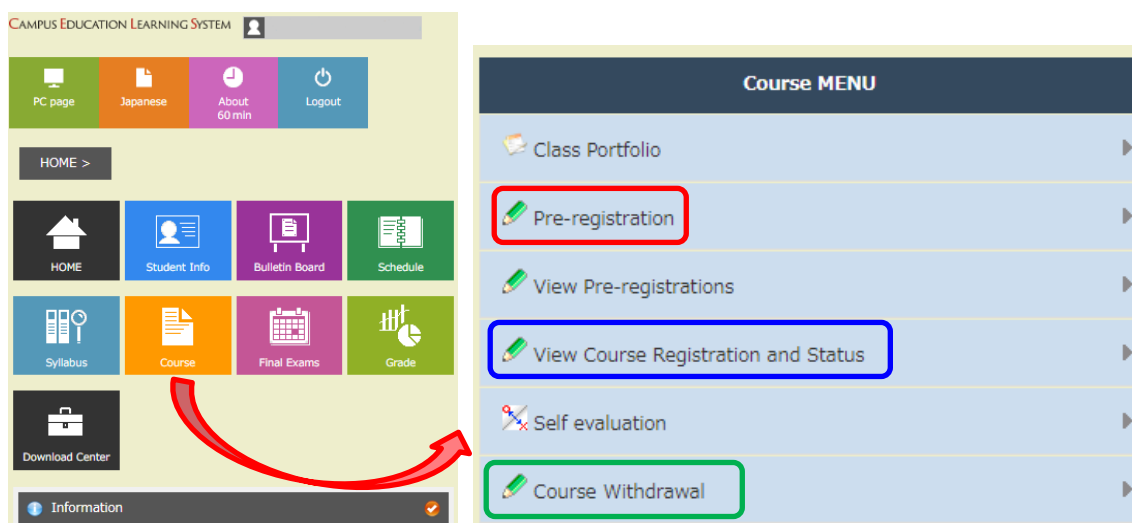 CAMPUS EDUCATION LEARNING SYSTEM
PC page
Japanese
About
60 min
Logout
HOME >
HOME
Student Info
Bulletin Board
Schedule
Syllabus
Course
Final Exams
Grade
Download Center
Information
Course MENU
Class Portfolio
Pre-registration
View Pre-registrations
View Course Registration and Status
Self evaluation
Course Withdrawal